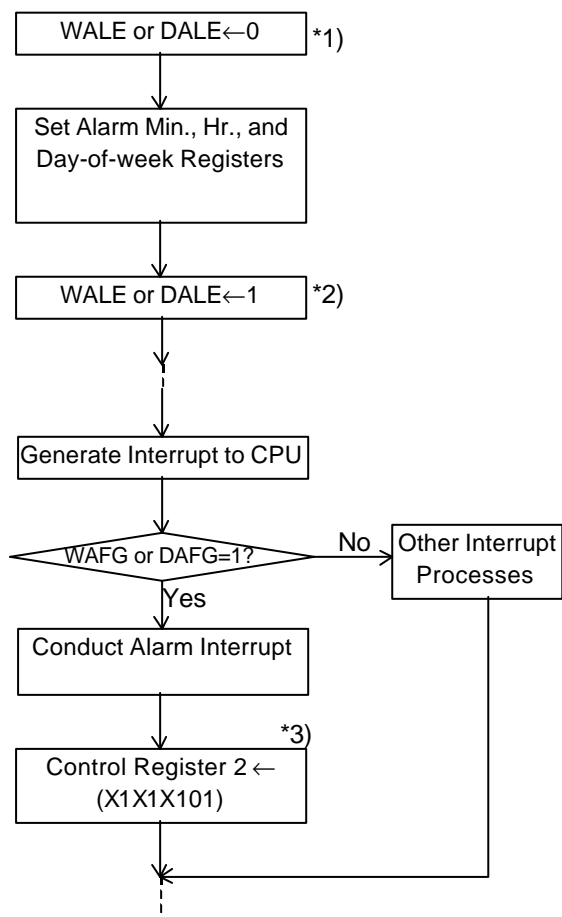 WALE or DALE←0
*1)
Set Alarm Min., Hr., and
Day-of-week Registers
WALE or DALE←1
*2)
Generate Interrupt to CPU
WAFG or DAFG=1?
No
Other Interrupt
Processes
Yes
Conduct Alarm Interrupt
*3)
Control Register 2 ←
(X1X1X101)